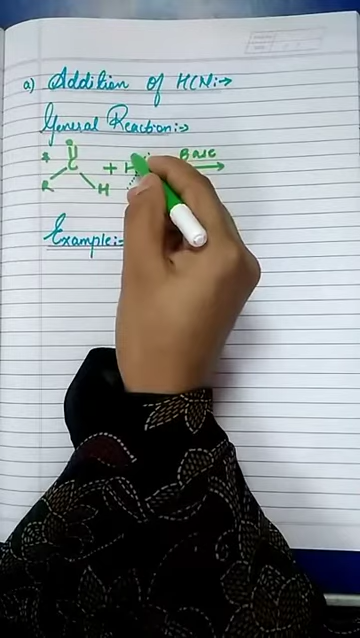 a) Addition of HCN:→
General Reaction:→
O
R C + H Base →
H
Example:-